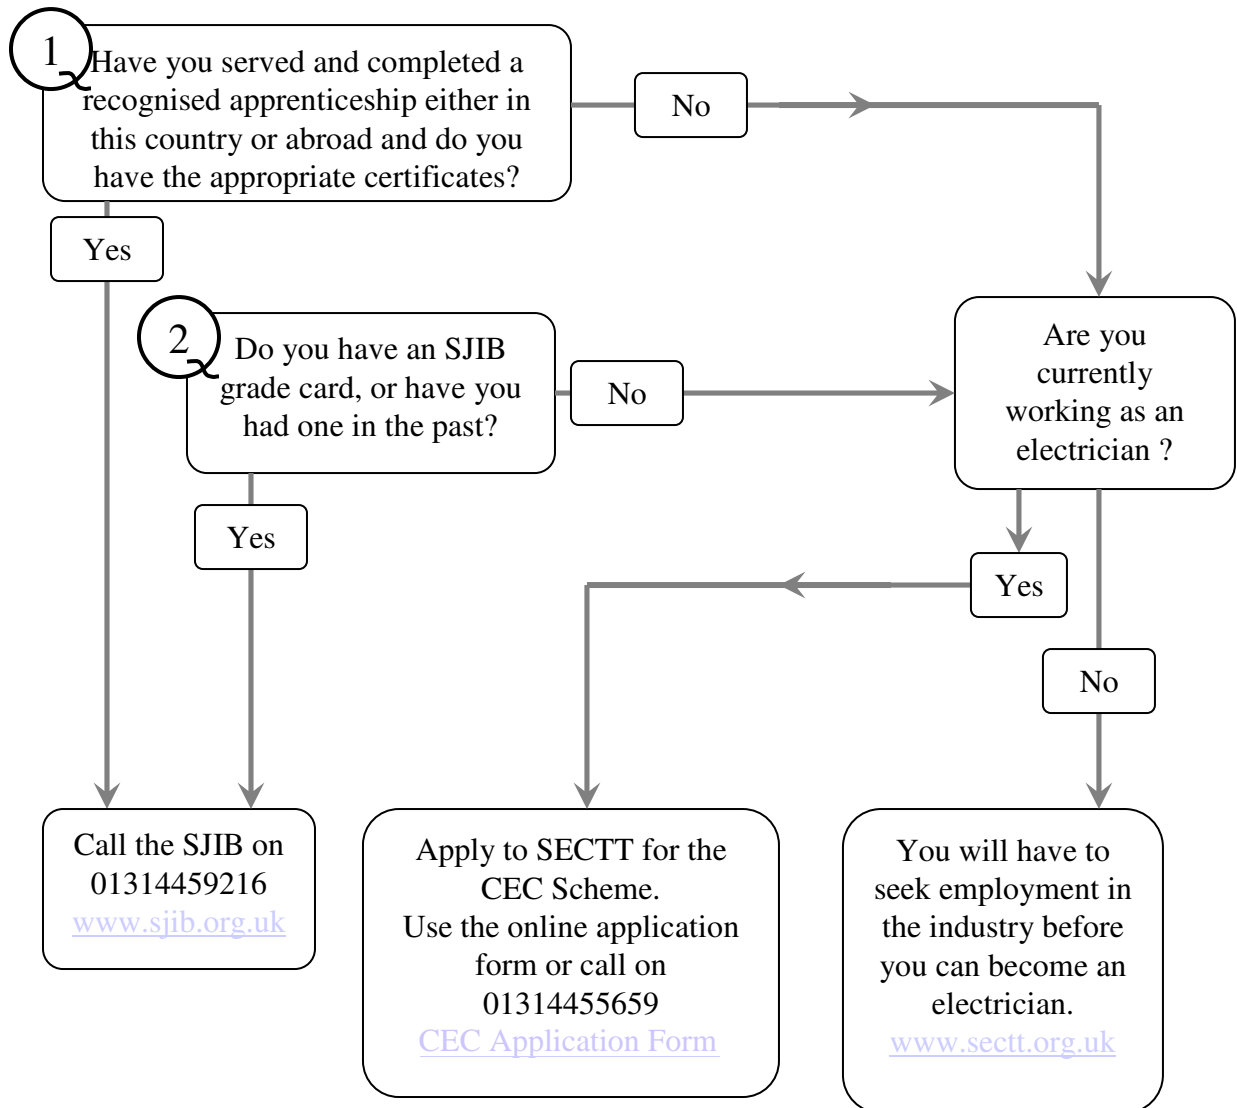 1
Have you served and completed a
recognised apprenticeship either in
this country or abroad and do you
have the appropriate certificates?
No
Yes
2
Do you have an SJIB
grade card, or have you
had one in the past?
No
Yes
Are you
currently
working as an
electrician ?
Yes
No
Call the SJIB on
01314459216
www.sjib.org.uk
Apply to SECTT for the
CEC Scheme.
Use the online application
form or call on
01314455659
CEC Application Form
You will have to
seek employment in
the industry before
you can become an
electrician.
www.sectt.org.uk